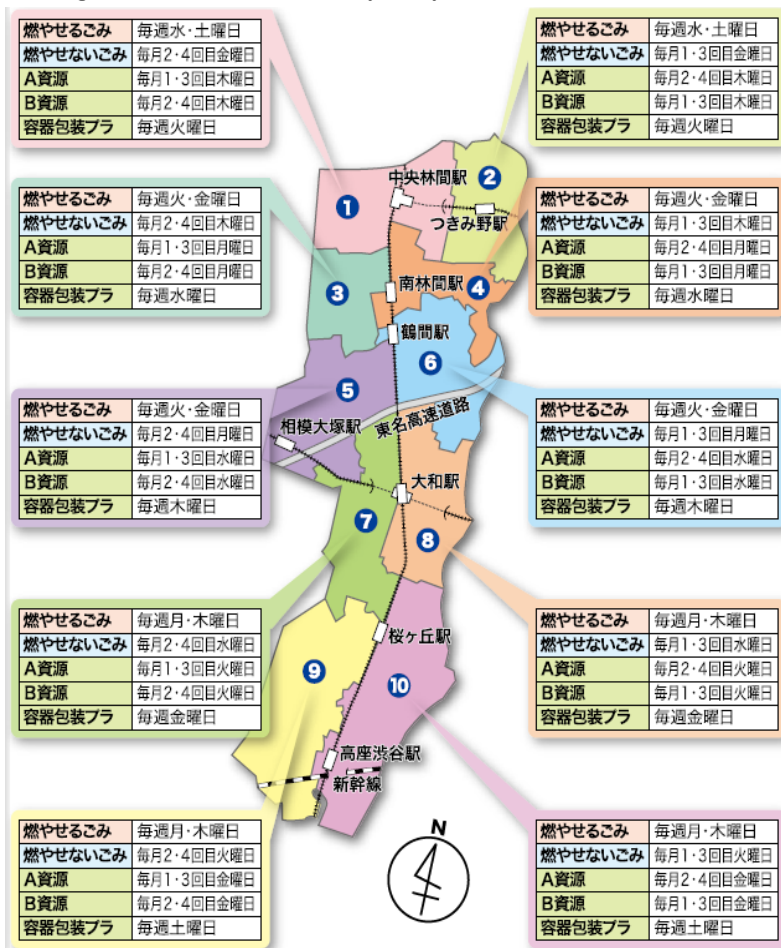 燃やせるごみ 毎週水・土曜日
燃やせないごみ 毎月2・4回目金曜日
A資源 毎月1・3回目木曜日
B資源 毎月2・4回目木曜日
容器包装プラ 毎週火曜日
燃やせるごみ 毎週水・土曜日
燃やせないごみ 毎月1・3回目金曜日
A資源 毎月2・4回目木曜日
B資源 毎月1・3回目木曜日
容器包装プラ 毎週火曜日
燃やせるごみ 毎週火・金曜日
燃やせないごみ 毎月2・4回目木曜日
A資源 毎月1・3回目月曜日
B資源 毎月2・4回目月曜日
容器包装プラ 毎週水曜日
燃やせるごみ 毎週火・金曜日
燃やせないごみ 毎月1・3回目木曜日
A資源 毎月2・4回目月曜日
B資源 毎月1・3回目月曜日
容器包装プラ 毎週水曜日
燃やせるごみ 毎週火・金曜日
燃やせないごみ 毎月2・4回目月曜日
A資源 毎月1・3回目水曜日
B資源 毎月2・4回目水曜日
容器包装プラ 毎週木曜日
燃やせるごみ 毎週火・金曜日
燃やせないごみ 毎月1・3回目月曜日
A資源 毎月2・4回目水曜日
B資源 毎月1・3回目水曜日
容器包装プラ 毎週木曜日
燃やせるごみ 毎週月・木曜日
燃やせないごみ 毎月2・4回目水曜日
A資源 毎月1・3回目火曜日
B資源 毎月2・4回目火曜日
容器包装プラ 毎週金曜日
燃やせるごみ 毎週月・木曜日
燃やせないごみ 毎月1・3回目水曜日
A資源 毎月2・4回目火曜日
B資源 毎月1・3回目火曜日
容器包装プラ 毎週金曜日
燃やせるごみ 毎週月・木曜日
燃やせないごみ 毎月2・4回目火曜日
A資源 毎月1・3回目金曜日
B資源 毎月2・4回目金曜日
容器包装プラ 毎週土曜日
燃やせるごみ 毎週月・木曜日
燃やせないごみ 毎月1・3回目火曜日
A資源 毎月2・4回目金曜日
B資源 毎月1・3回目金曜日
容器包装プラ 毎週土曜日
中央林間駅
2
1
つきみ野駅
南林間駅
4
3
鶴間駅
6
5
東名高速道路
相模大塚駅
大和駅
7
8
桜ヶ丘駅
9
10
高座渋谷駅
新幹線
N